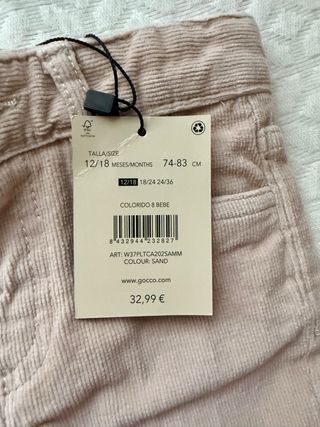 FSC
TALLA/SIZE
12/18 MESES/MONTHS 74-83 CM
12/18 18/24 24/36
COLORIDO 8 BEBE
8 432944 232827
ART: W37PLTCA202SAMM
COLOUR: SAND
www.gocco.com
32,99 €